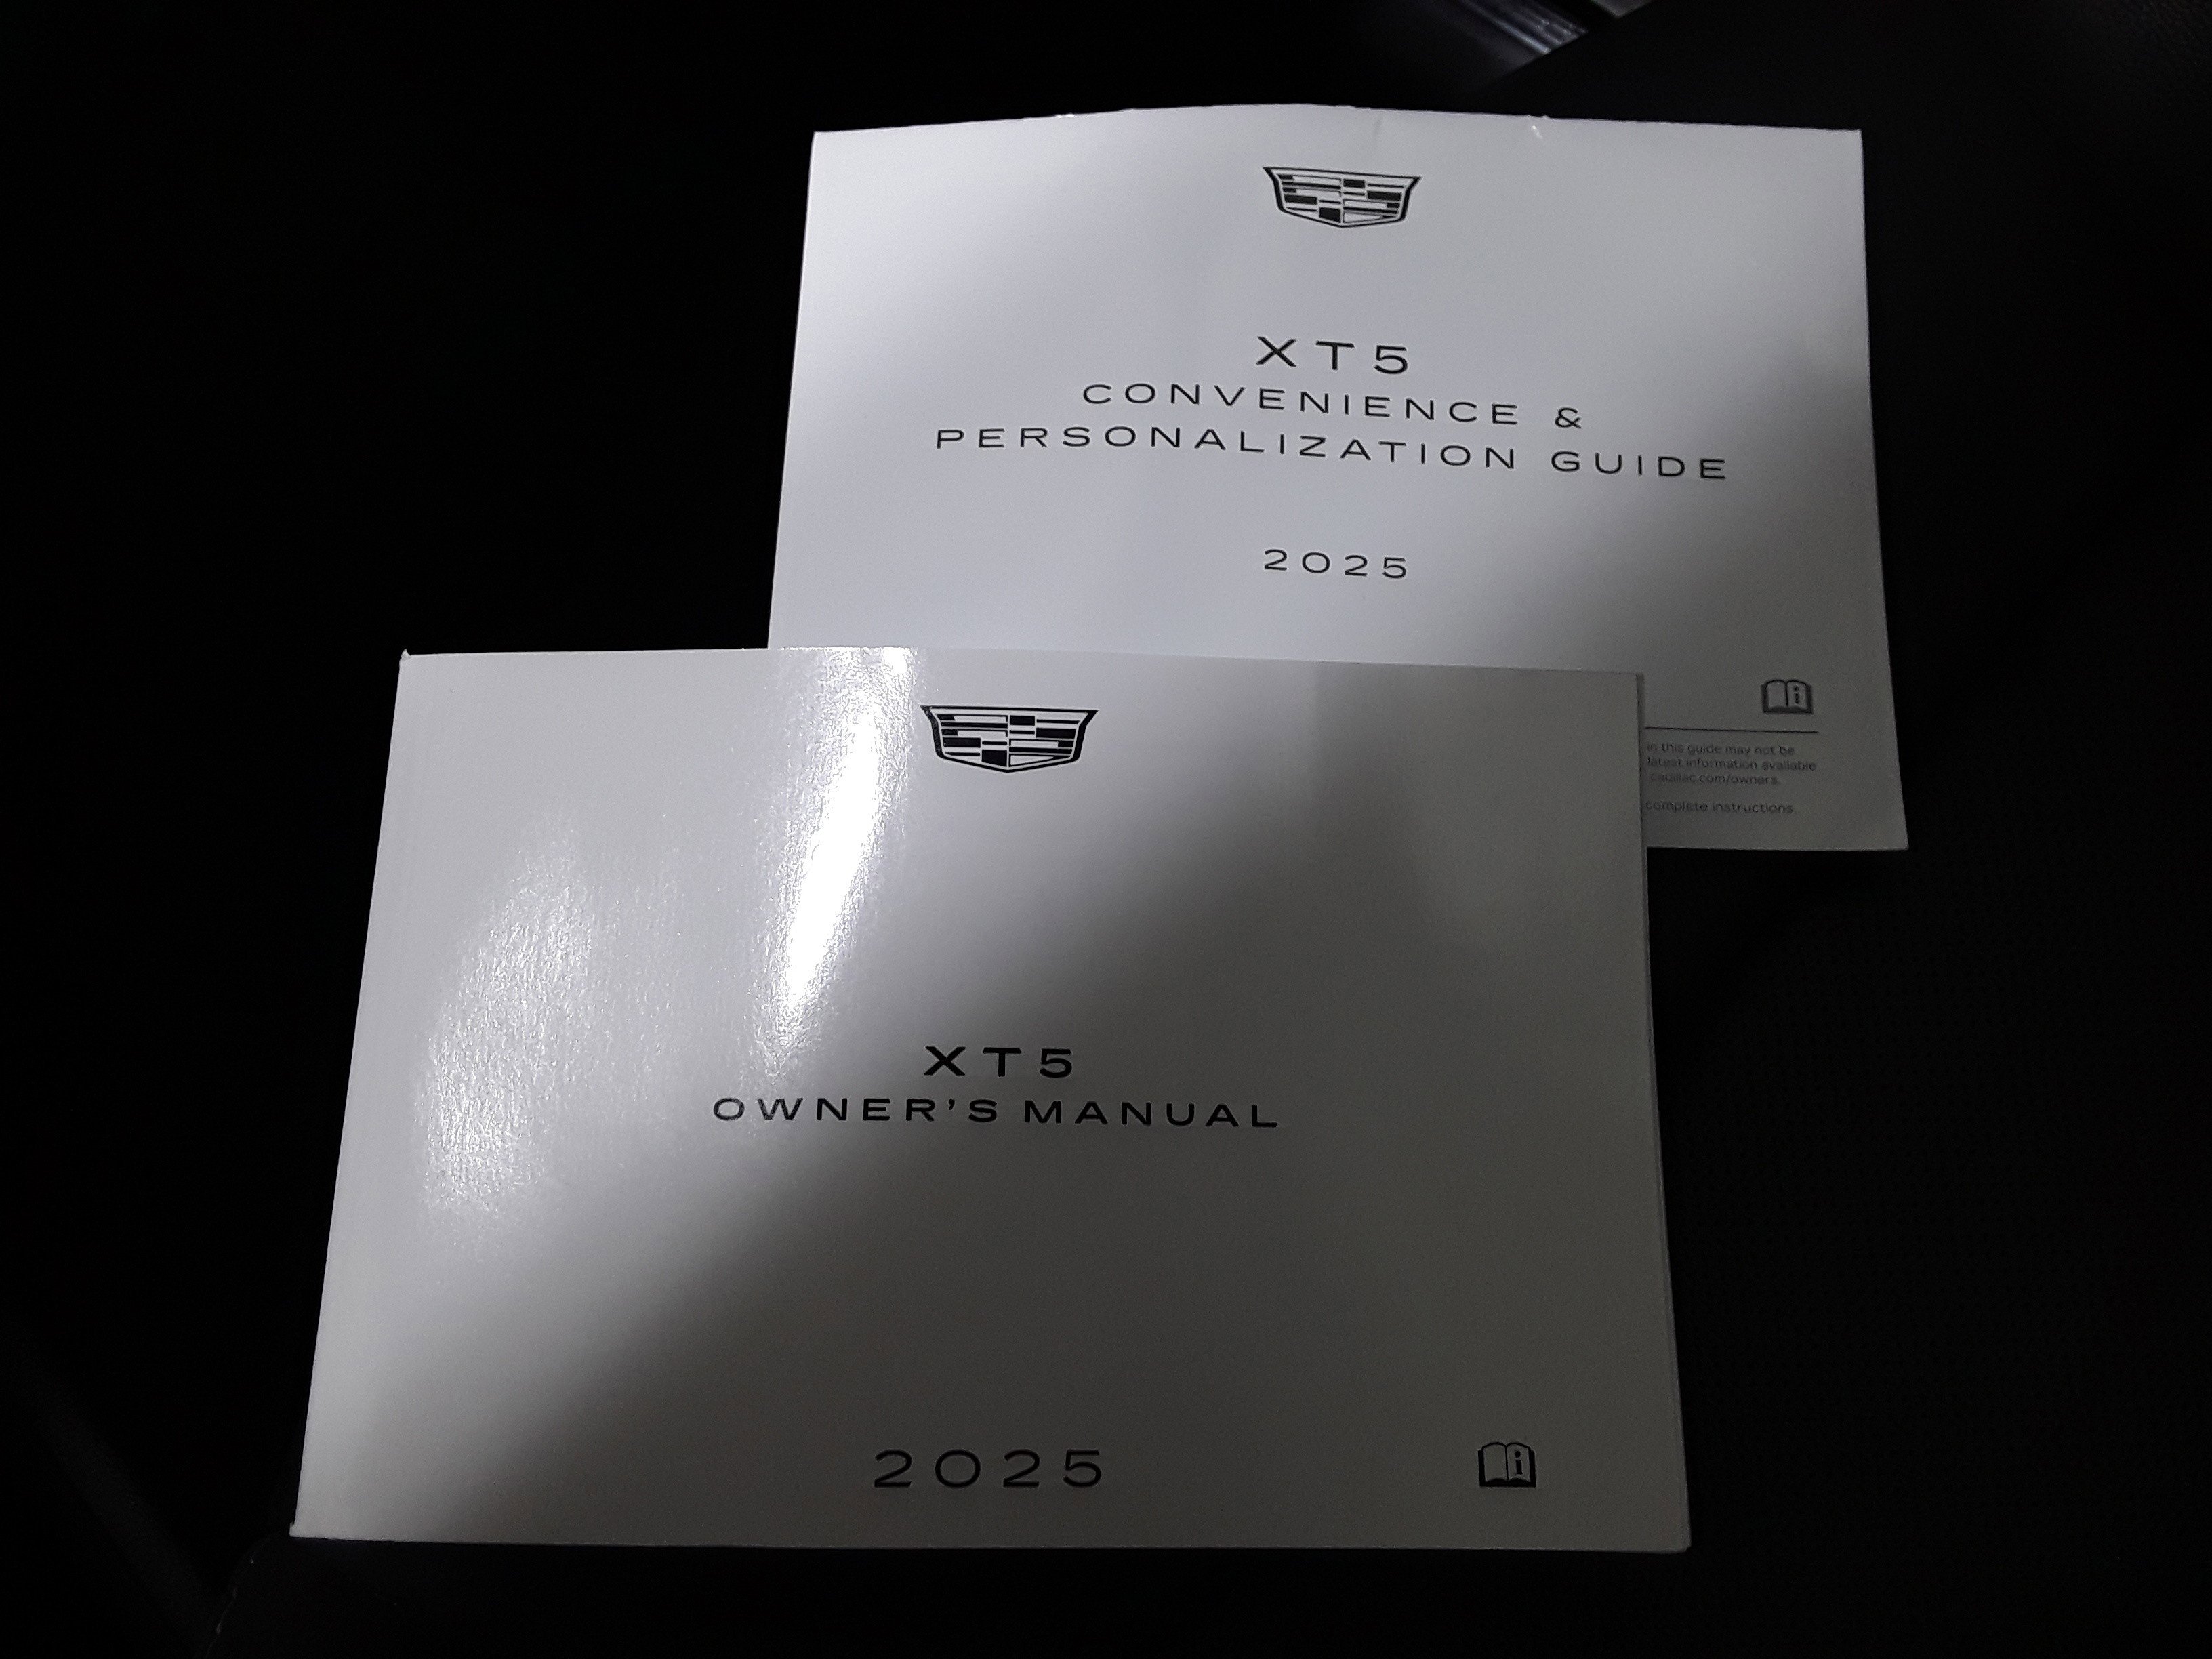 XT5
CONVENIENCE &
PERSONALIZATION GUIDE
2025
in this guide may not be
latest information available
cadillac.com/owners.
complete instructions.
XT5
OWNER'S MANUAL
2025